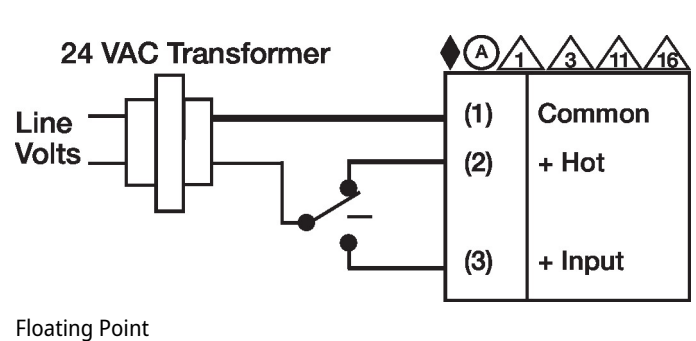 24 VAC Transformer
A 1 3 11 16
Line
Volts
(1) Common
(2) + Hot
(3) + Input
Floating Point